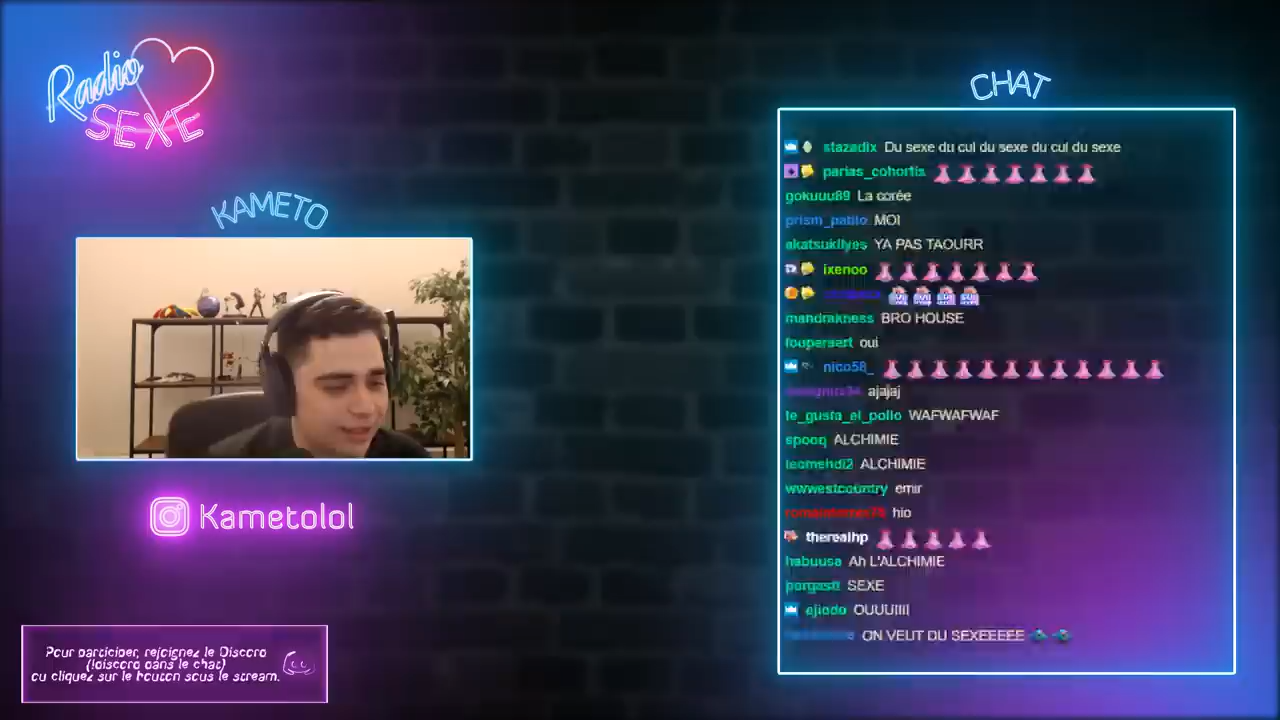 Radio
SEXE
KAMETO
Kametolol
Pour participer, rejoignez le Discord
(!discord dans le chat)
ou cliquez sur le bouton sous le stream.
CHAT
stazadix Du sexe du cul du sexe du cul du sexe
parias_cohortis
gokuuu89 La corée
prism_pablo MOI
akatsukiiyes YA PAS TAOURR
ixenoo
mandrakness BRO HOUSE
loupersert oui
nico58_
ajajaj
le_gusta_el_pollo WAFWAFWAF
spooq ALCHIMIE
leomehdi2 ALCHIMIE
wwwestcountry emir
hio
therealhp
habuusa Ah L'ALCHIMIE
porgasti SEXE
ejiodo OUUUIIII
ON VEUT DU SEXEEEEE